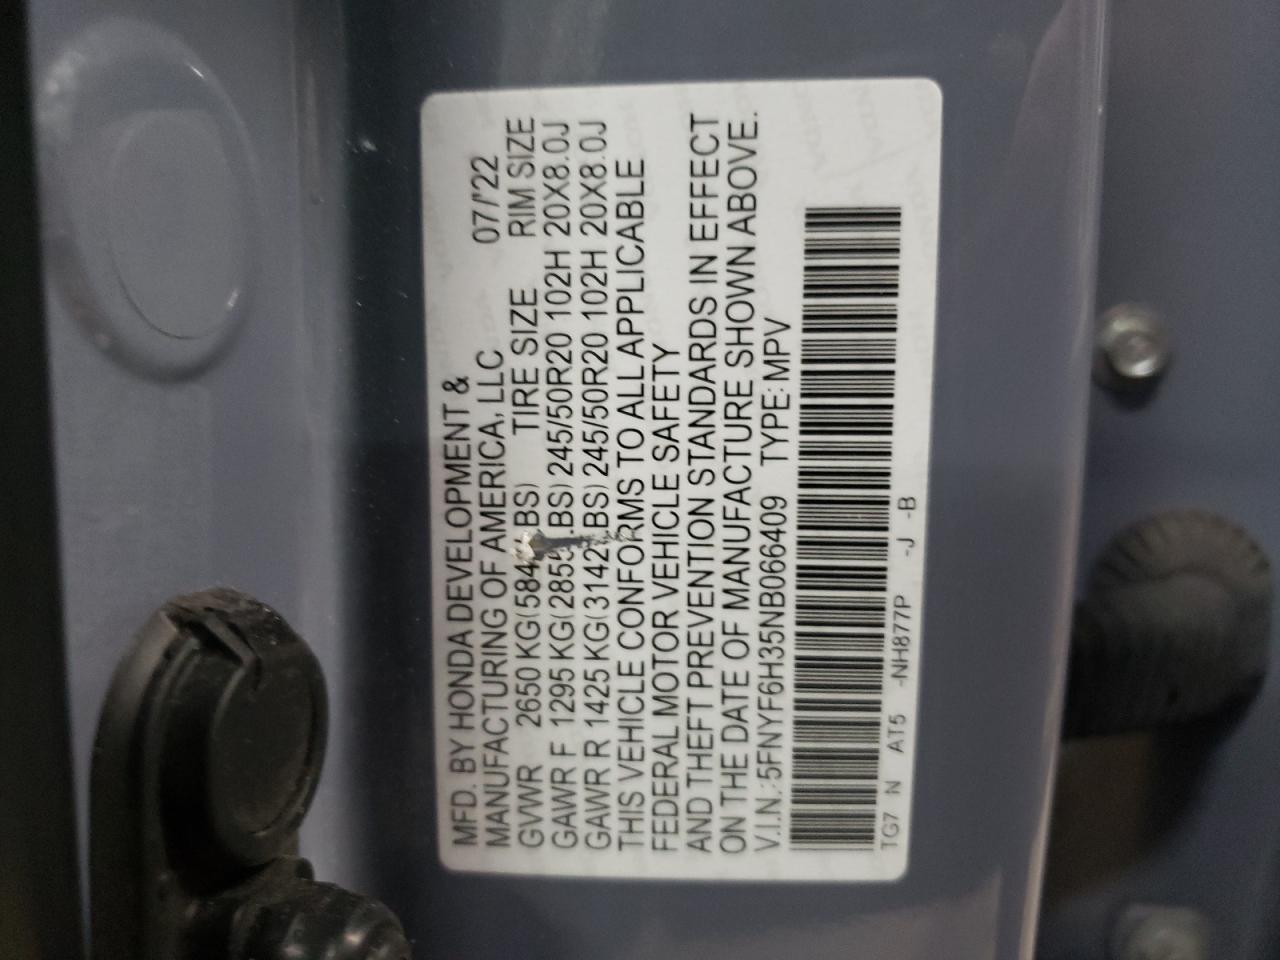 MFD. BY HONDA DEVELOPMENT &
MANUFACTURING OF AMERICA, LLC 07/'22
GVWR 2650 KG(584 BS) TIRE SIZE RIM SIZE
GAWR F 1295 KG(2855 LBS) 245/50R20 102H 20X8.0J
GAWR R 1425 KG(3142 BS) 245/50R20 102H 20X8.0J
THIS VEHICLE CONFORMS TO ALL APPLICABLE
FEDERAL MOTOR VEHICLE SAFETY
AND THEFT PREVENTION STANDARDS IN EFFECT
ON THE DATE OF MANUFACTURE SHOWN ABOVE.
V.I.N.:5FNYF6H35NB066409 TYPE:MPV
TG7 N AT5 -NH877P -J -B